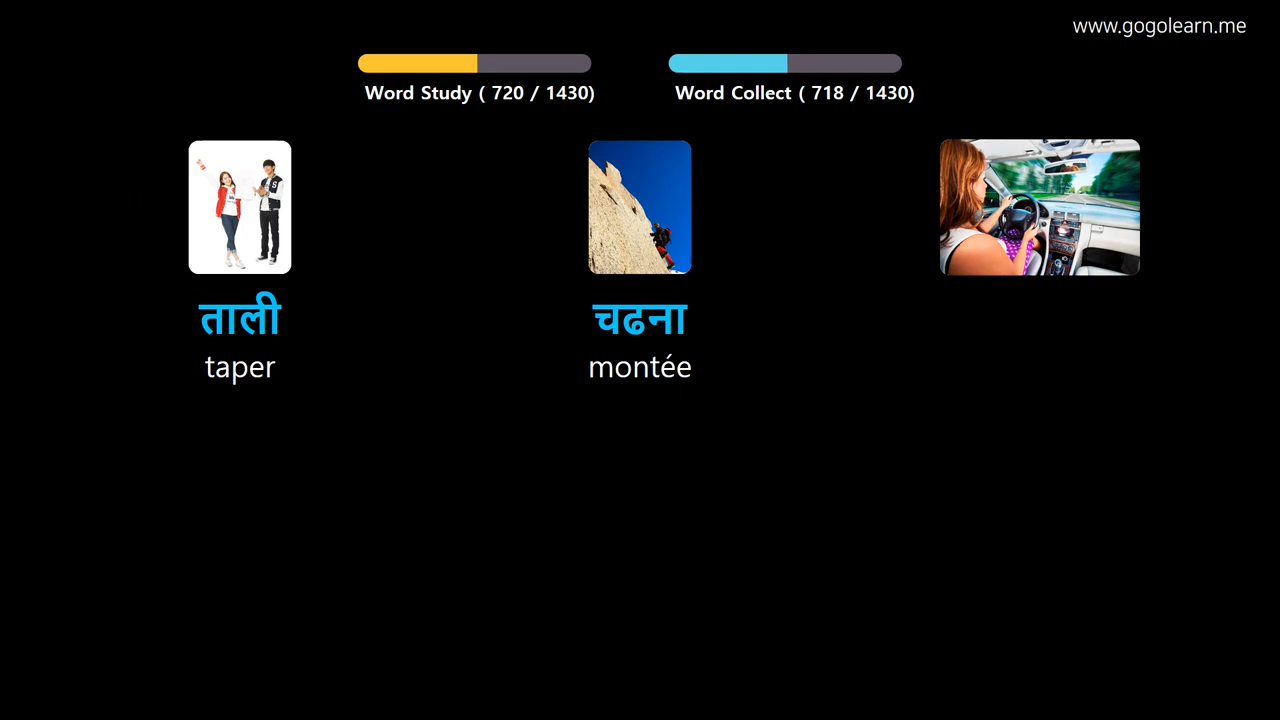 www.gogolearn.me
Word Study ( 720 / 1430)
Word Collect ( 718 / 1430)
ताली
taper
चढना
montée